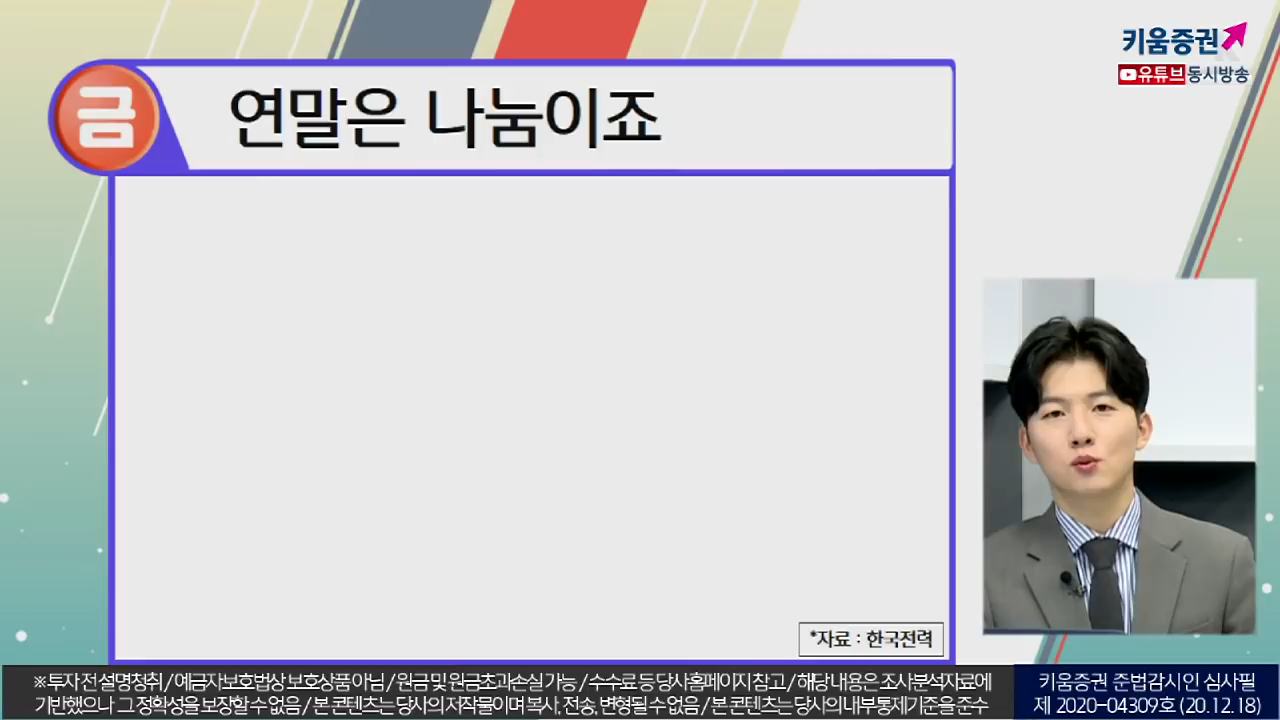 키움증권
유튜브동시방송
금
연말은 나눔이죠
*자료 : 한국전력
※투자 전 설명청취 / 예금자보호법상 보호상품 아님 / 원금 및 원금초과손실 가능 / 수수료 등 당사홈페이지 참고 / 해당 내용은 조사분석자료에
기반했으나 그 정확성을 보장할 수 없음 / 본 콘텐츠는 당사의 저작물이며 복사, 전송, 변형될 수 없음 / 본 콘텐츠는 당사의 내부통제기준을 준수
키움증권 준법감시인 심사필
제 2020-04309호 (20.12.18)